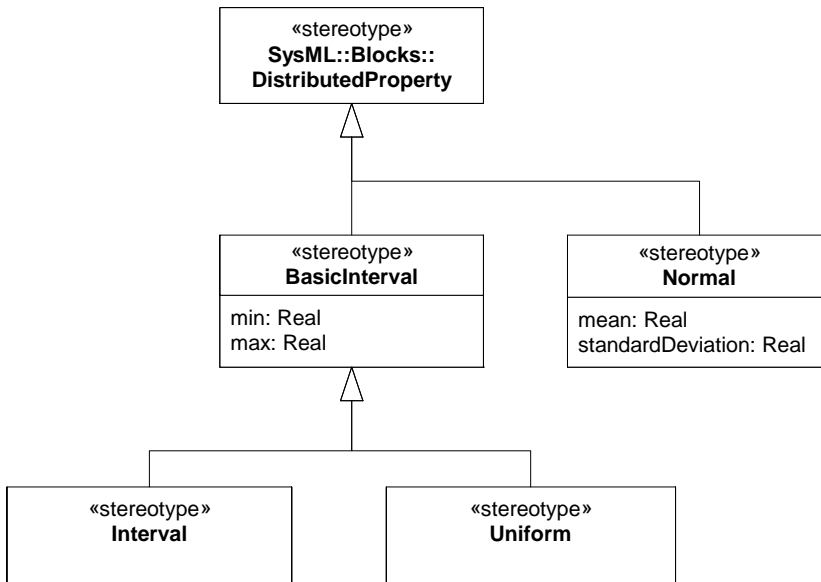 «stereotype»
SysML::Blocks::
DistributedProperty
«stereotype»
BasicInterval
min: Real
max: Real
«stereotype»
Normal
mean: Real
standardDeviation: Real
«stereotype»
Interval
«stereotype»
Uniform